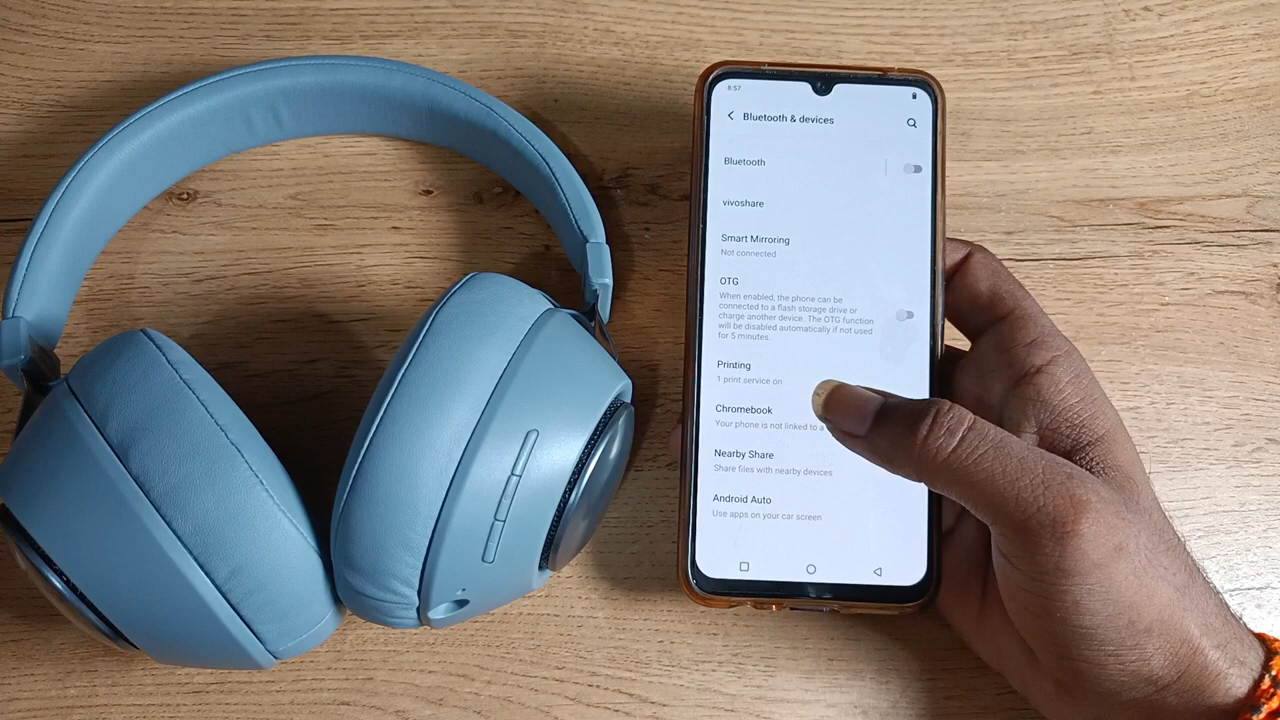 8:57
Bluetooth & devices
Bluetooth
vivoshare
Smart Mirroring
Not connected
OTG
When enabled, the phone can be
connected to a flash storage drive or
charge another device. The OTG function
will be disabled automatically if not used
for 5 minutes.
Printing
1 print service on
Chromebook
Your phone is not linked to a
Nearby Share
Share files with nearby devices
Android Auto
Use apps on your car screen